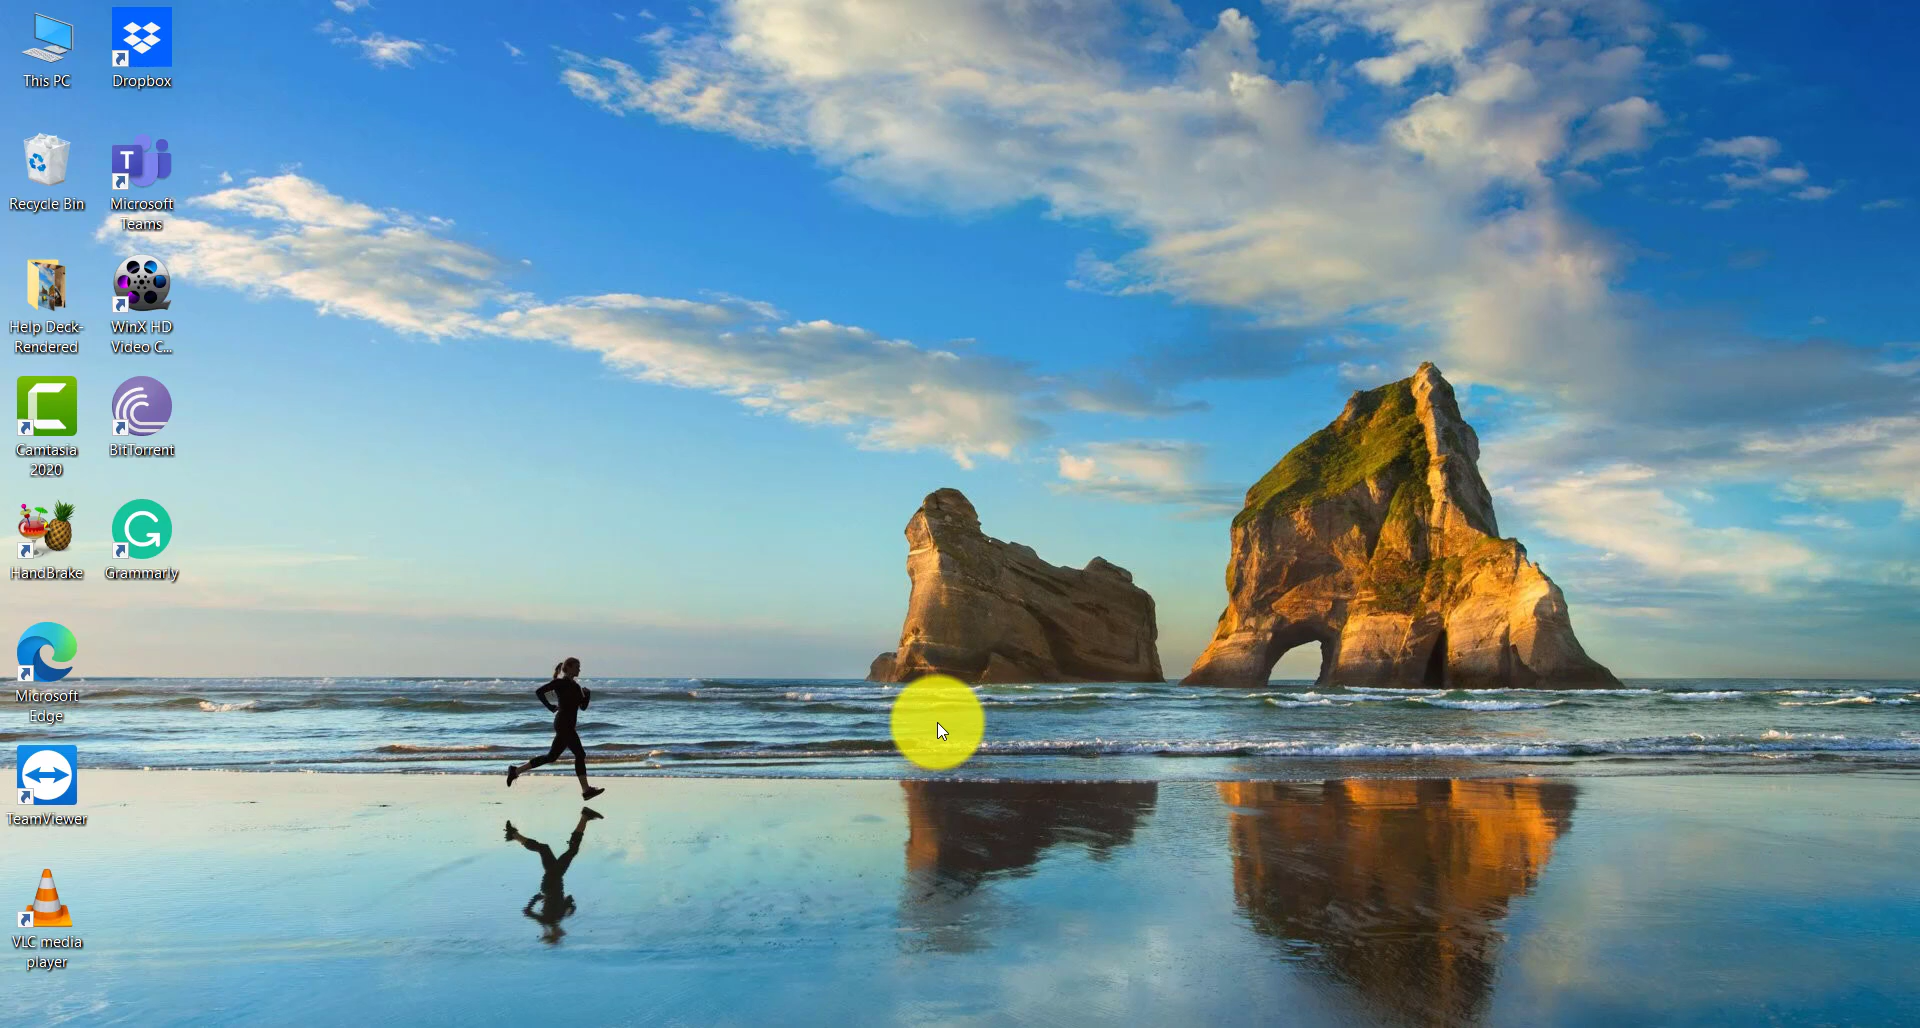 This PC
Dropbox
Recycle Bin
T
Microsoft
Teams
Help Deck-
Rendered
WinX HD
Video C...
Camtasia
2020
BitTorrent
HandBrake
Grammarly
Microsoft
Edge
TeamViewer
VLC media
player